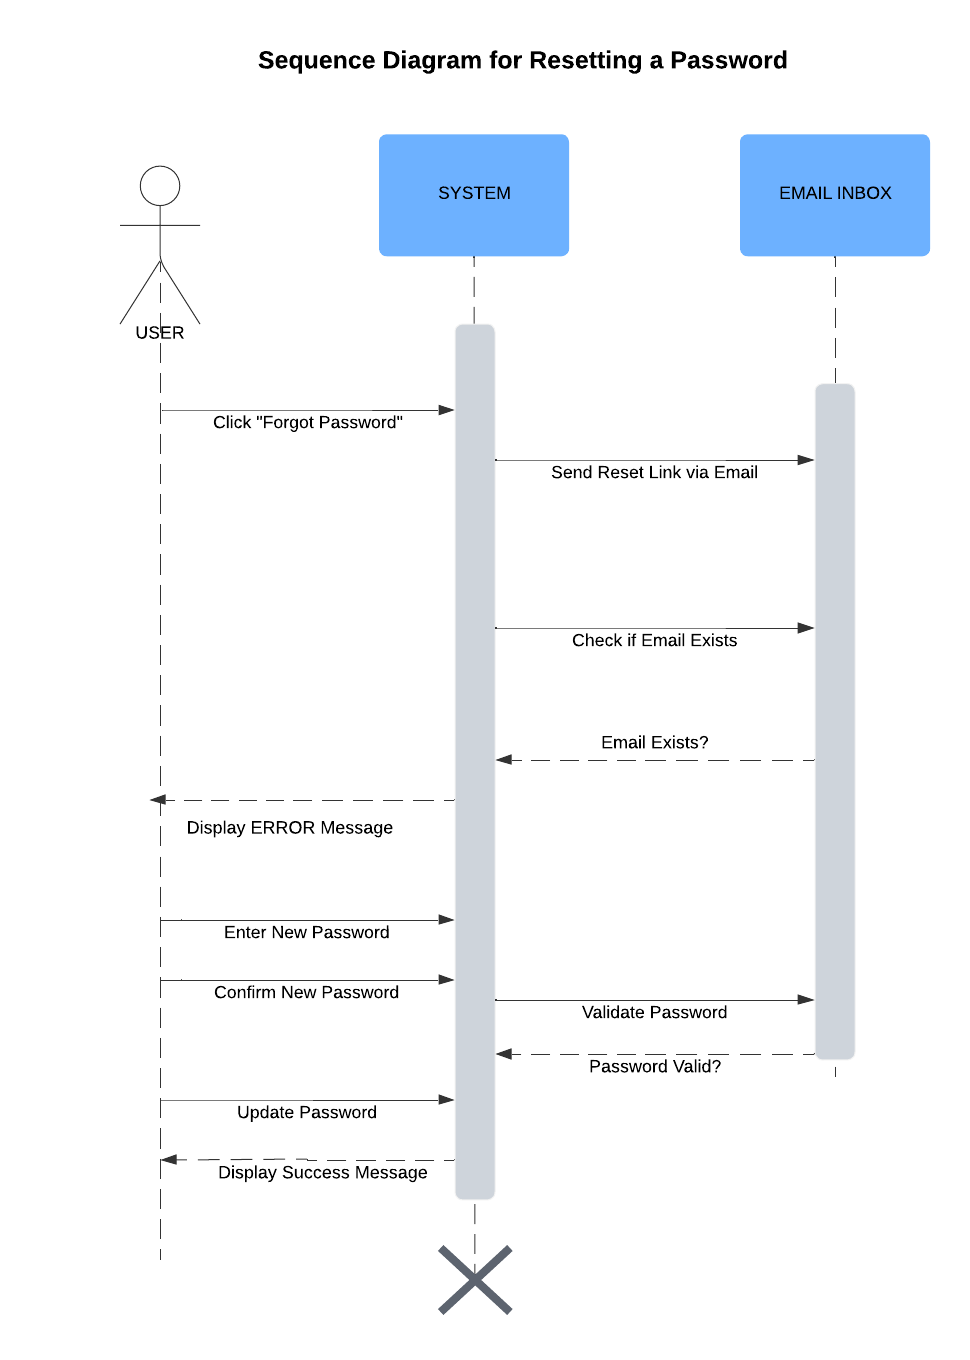 Sequence Diagram for Resetting a Password
SYSTEM
EMAIL INBOX
USER
Click "Forgot Password"
Send Reset Link via Email
Check if Email Exists
Email Exists?
Display ERROR Message
Enter New Password
Confirm New Password
Validate Password
Password Valid?
Update Password
Display Success Message